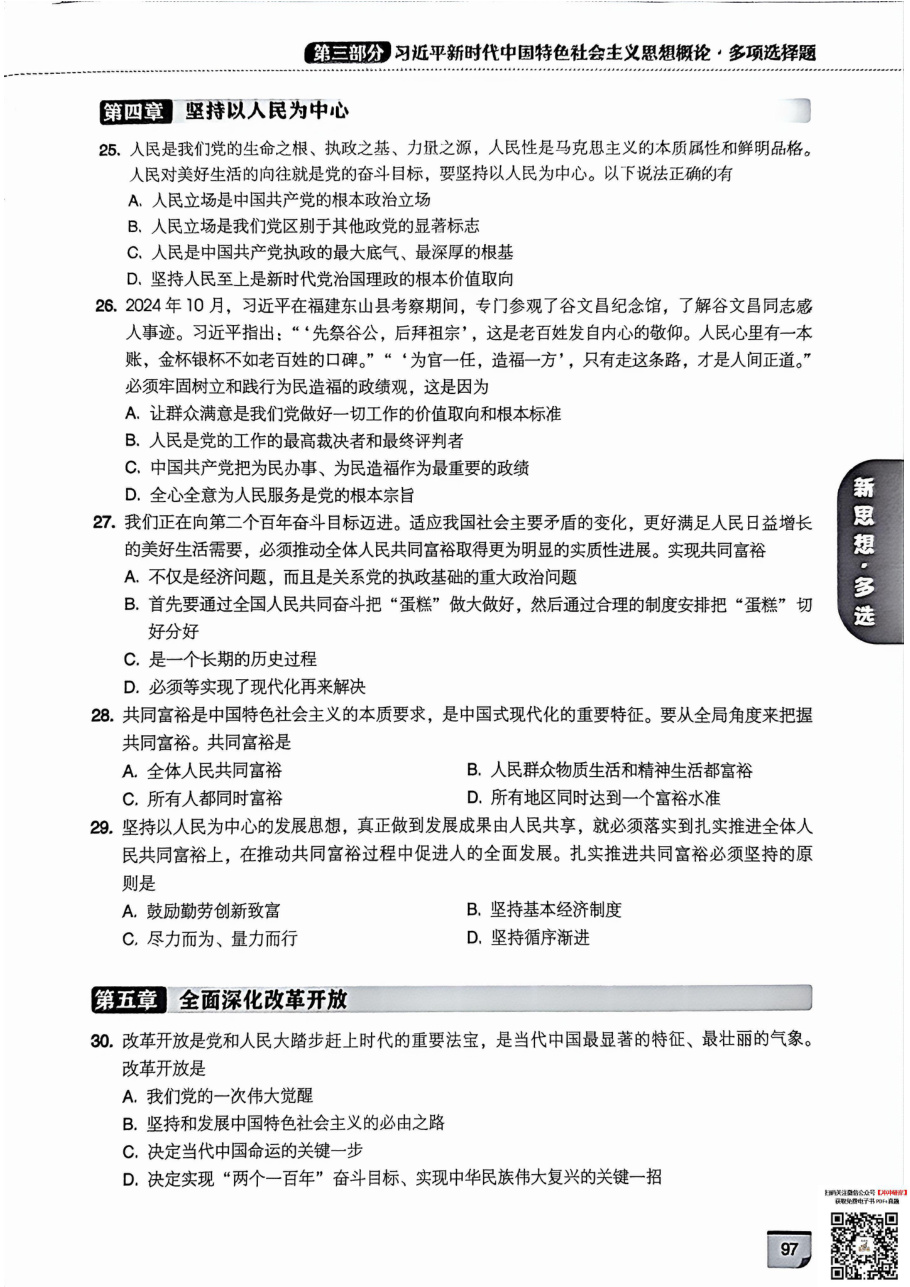 第三部分 习近平新时代中国特色社会主义思想概论·多项选择题
第四章 坚持以人民为中心
25. 人民是我们党的生命之根、执政之基、力量之源，人民性是马克思主义的本质属性和鲜明品格。
人民对美好生活的向往就是党的奋斗目标，要坚持以人民为中心。以下说法正确的有
A. 人民立场是中国共产党的根本政治立场
B. 人民立场是我们党区别于其他政党的显著标志
C. 人民是中国共产党执政的最大底气、最深厚的根基
D. 坚持人民至上是新时代党治国理政的根本价值取向
26. 2024 年 10 月，习近平在福建东山县考察期间，专门参观了谷文昌纪念馆，了解谷文昌同志感
人事迹。习近平指出：“‘先祭谷公，后拜祖宗’，这是老百姓发自内心的敬仰。人民心里有一本
账，金杯银杯不如老百姓的口碑。”“‘为官一任，造福一方’，只有走这条路，才是人间正道。”
必须牢固树立和践行为民造福的政绩观，这是因为
A. 让群众满意是我们党做好一切工作的价值取向和根本标准
B. 人民是党的工作的最高裁决者和最终评判者
C. 中国共产党把为民办事、为民造福作为最重要的政绩
D. 全心全意为人民服务是党的根本宗旨
27. 我们正在向第二个百年奋斗目标迈进。适应我国社会主要矛盾的变化，更好满足人民日益增长
的美好生活需要，必须推动全体人民共同富裕取得更为明显的实质性进展。实现共同富裕
A. 不仅是经济问题，而且是关系党的执政基础的重大政治问题
B. 首先要通过全国人民共同奋斗把“蛋糕”做大做好，然后通过合理的制度安排把“蛋糕”切
好分好
C. 是一个长期的历史过程
D. 必须等实现了现代化再来解决
28. 共同富裕是中国特色社会主义的本质要求，是中国式现代化的重要特征。要从全局角度来把握
共同富裕。共同富裕是
A. 全体人民共同富裕 B. 人民群众物质生活和精神生活都富裕
C. 所有人都同时富裕 D. 所有地区同时达到一个富裕水准
29. 坚持以人民为中心的发展思想，真正做到发展成果由人民共享，就必须落实到扎实推进全体人
民共同富裕上，在推动共同富裕过程中促进人的全面发展。扎实推进共同富裕必须坚持的原
则是
A. 鼓励勤劳创新致富 B. 坚持基本经济制度
C. 尽力而为、量力而行 D. 坚持循序渐进
第五章 全面深化改革开放
30. 改革开放是党和人民大踏步赶上时代的重要法宝，是当代中国最显著的特征、最壮丽的气象。
改革开放是
A. 我们党的一次伟大觉醒
B. 坚持和发展中国特色社会主义的必由之路
C. 决定当代中国命运的关键一步
D. 决定实现“两个一百年”奋斗目标、实现中华民族伟大复兴的关键一招
新思想·多选
扫码关注微信公众号【冲冲研库】
获取免费电子书.PDF+真题
97